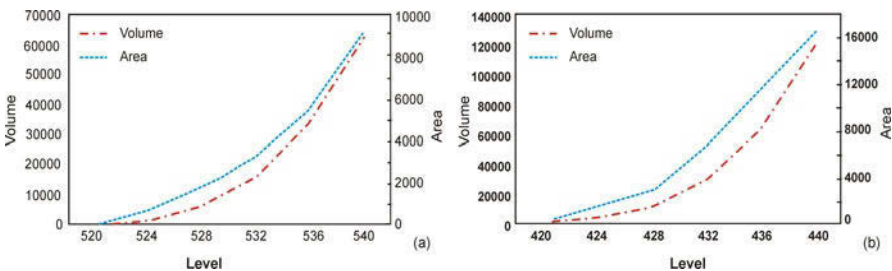 70000
60000
50000
40000
30000
20000
10000
0
Volume
Volume
Area
10000
8000
6000
4000
2000
0
Area
520 524 528 532 536 540
Level
(a)
140000
120000
100000
80000
60000
40000
20000
0
Volume
Volume
Area
16000
12000
8000
4000
0
Area
420 424 428 432 436 440
Level
(b)